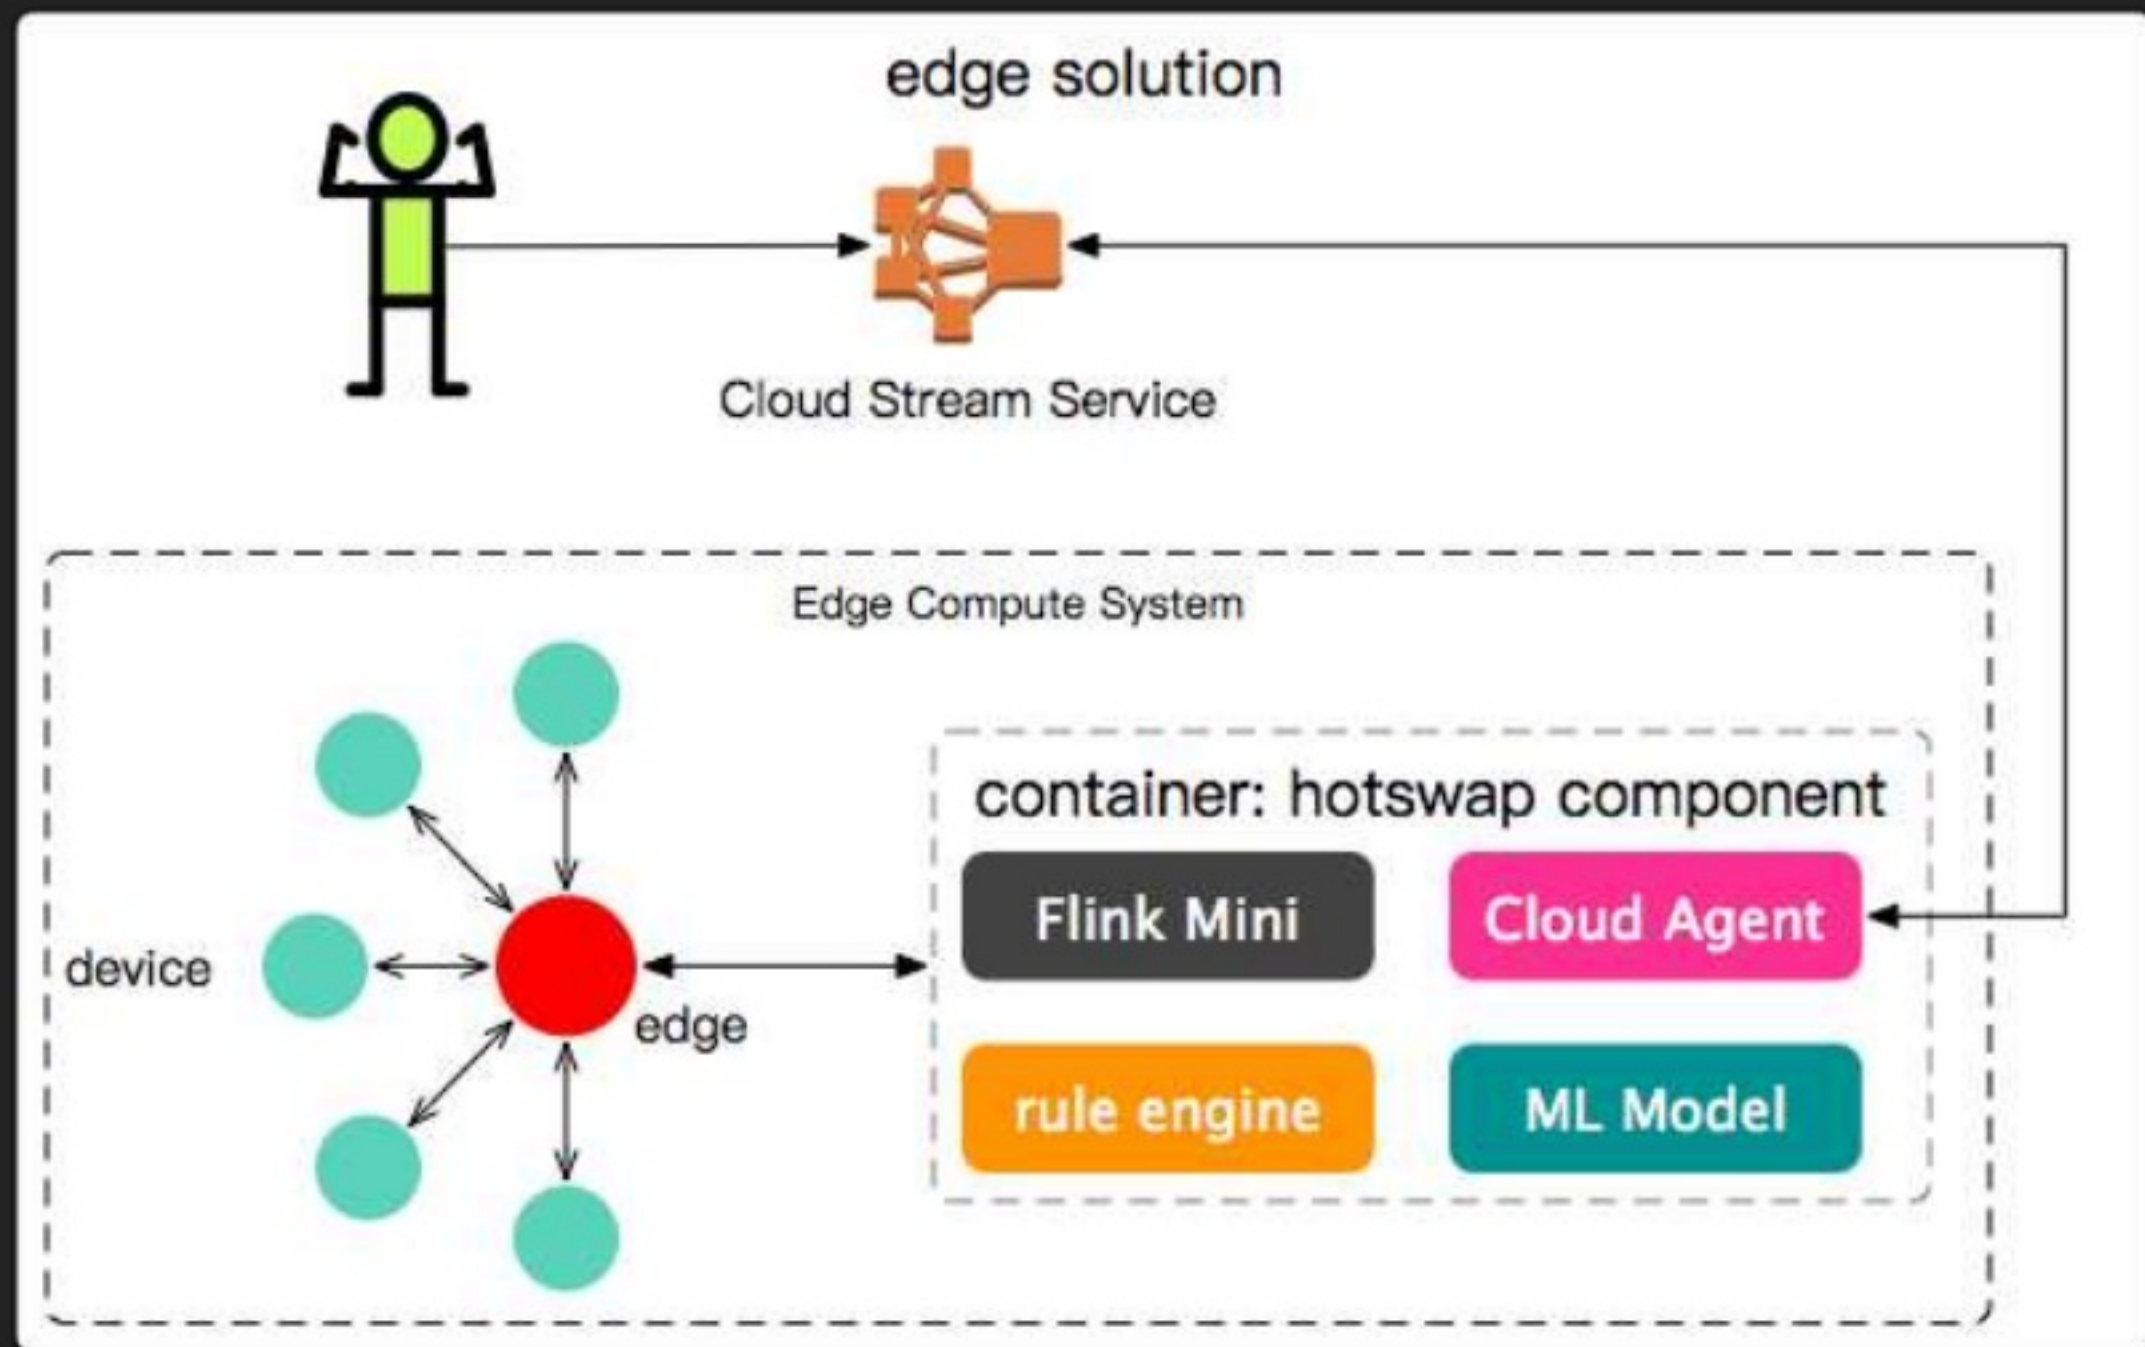 edge solution
Cloud Stream Service
Edge Compute System
container: hotswap component
Flink Mini
Cloud Agent
device
edge
rule engine
ML Model